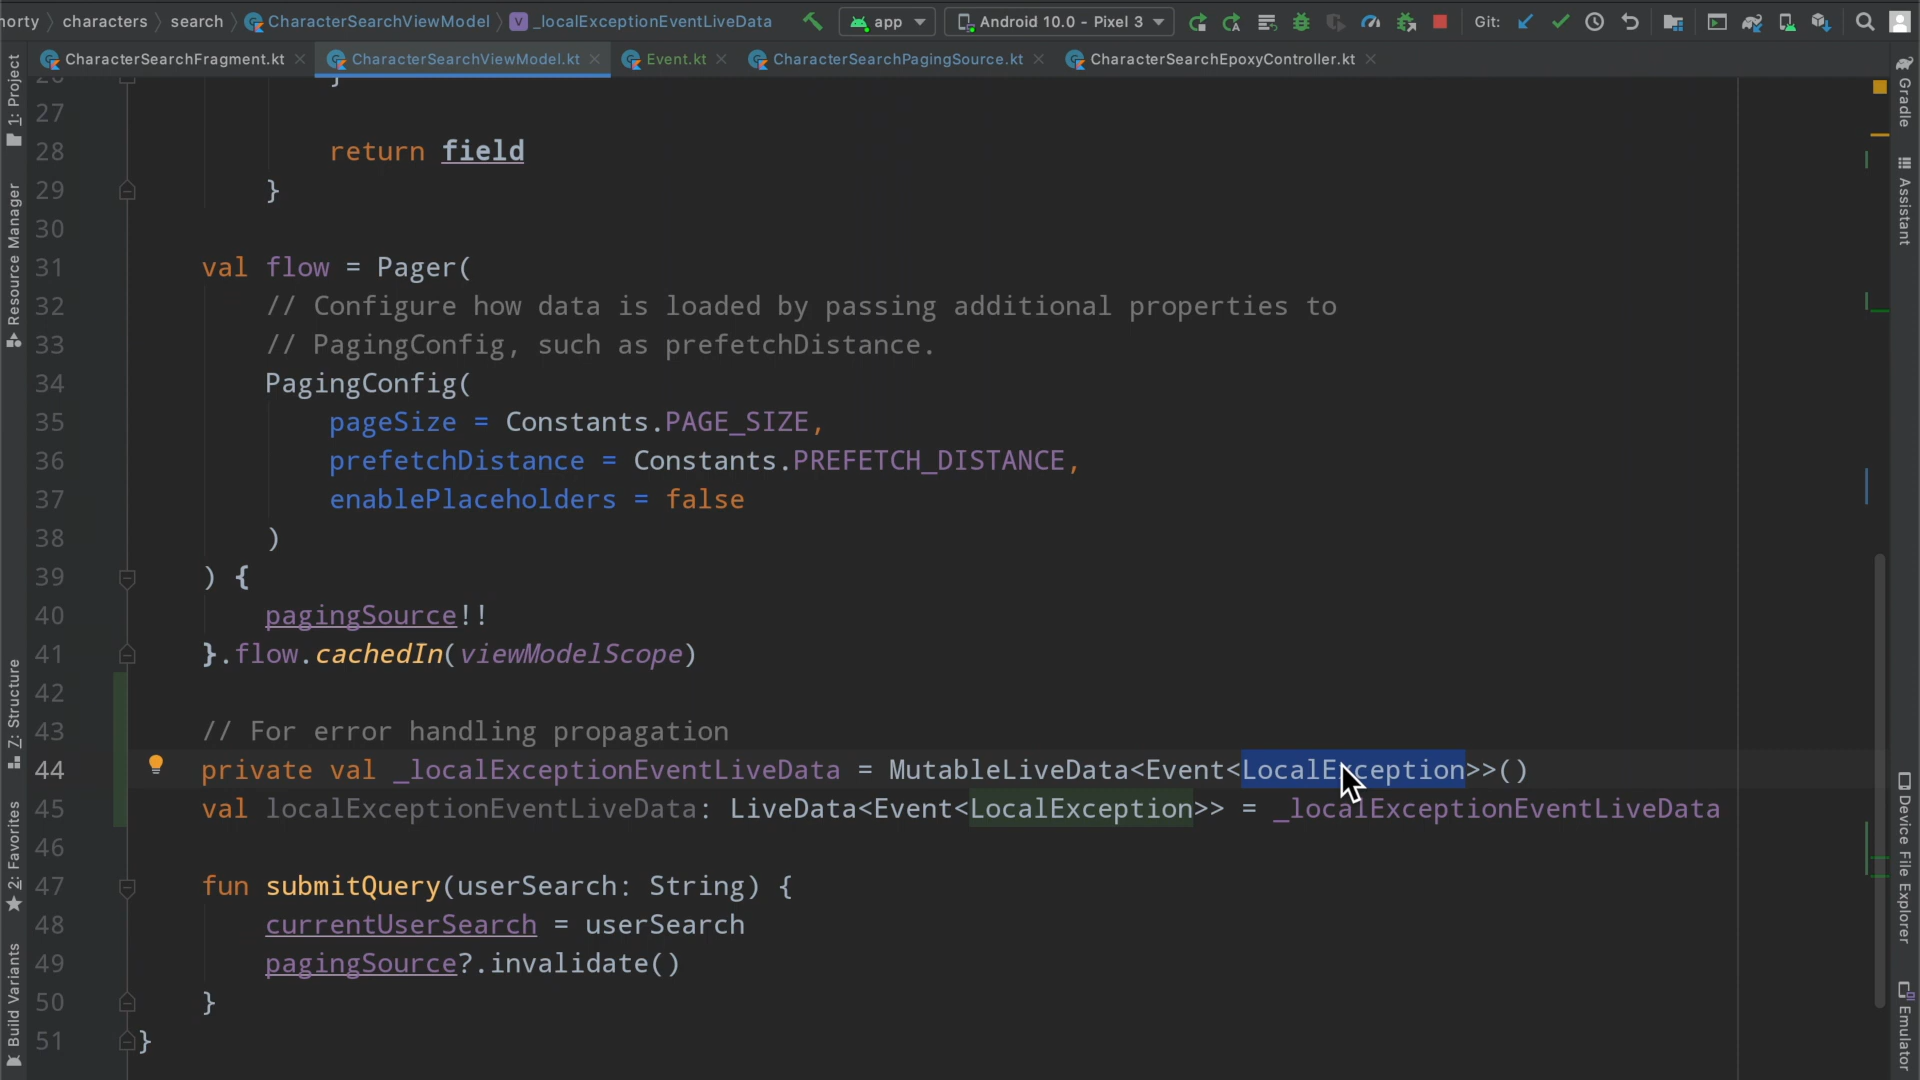 horty characters search CharacterSearchViewModel V _localExceptionEventLiveData app Android 10.0 - Pixel 3 Git:
CharacterSearchFragment.kt CharacterSearchViewModel.kt Event.kt CharacterSearchPagingSource.kt CharacterSearchEpoxyController.kt
1: Project
Resource Manager
Z: Structure
2: Favorites
Build Variants
26 }
27
28 return field
29 }
30
31 val flow = Pager(
32 // Configure how data is loaded by passing additional properties to
33 // PagingConfig, such as prefetchDistance.
34 PagingConfig(
35 pageSize = Constants.PAGE_SIZE,
36 prefetchDistance = Constants.PREFETCH_DISTANCE,
37 enablePlaceholders = false
38 )
39 ) {
40 pagingSource!!
41 }.flow.cachedIn(viewModelScope)
42
43 // For error handling propagation
44 private val _localExceptionEventLiveData = MutableLiveData<Event<LocalException>>()
45 val localExceptionEventLiveData: LiveData<Event<LocalException>> = _localExceptionEventLiveData
46
47 fun submitQuery(userSearch: String) {
48 currentUserSearch = userSearch
49 pagingSource?.invalidate()
50 }
51 }
Gradle
Assistant
Device File Explorer
Emulator